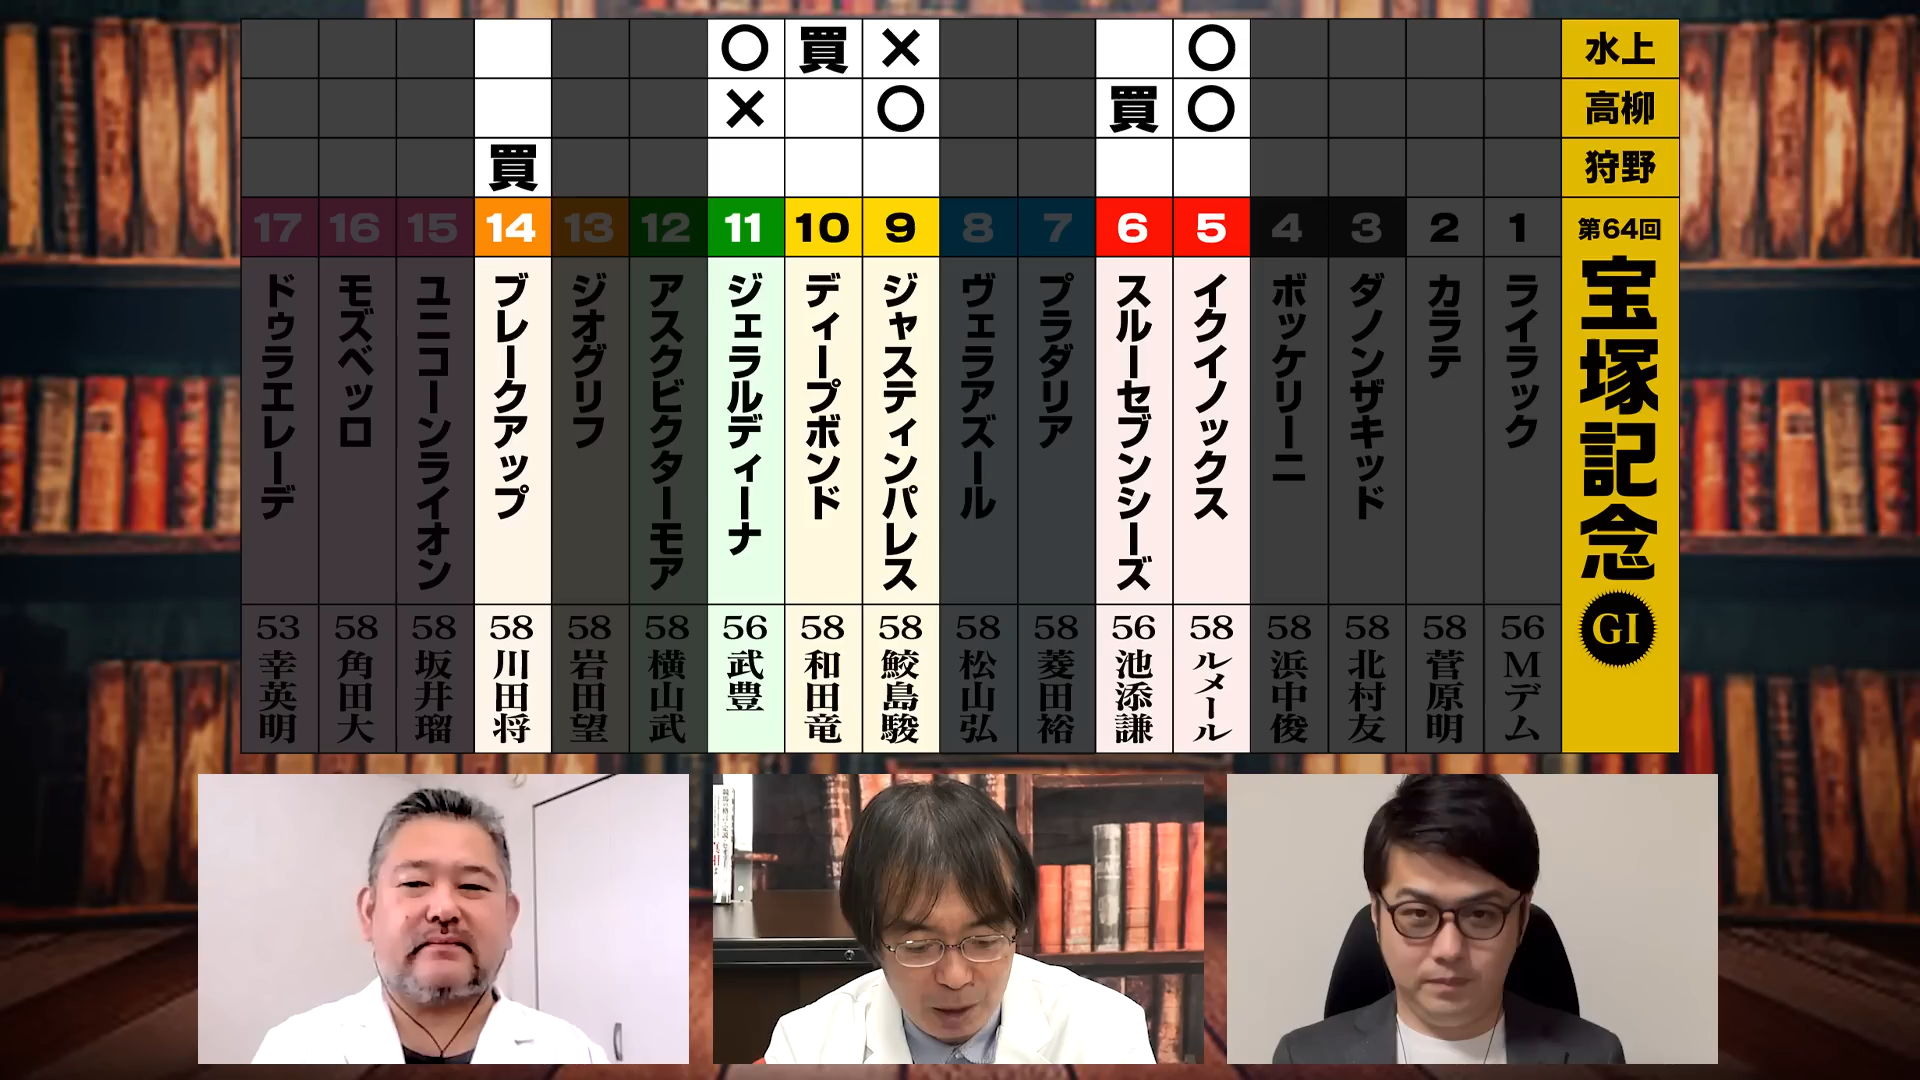 水上
高柳
狩野
○ 買 × ○
× ○ 買 ○
買
第64回
宝塚記念
GI
1
ライラック
56
Mデム
2
カラテ
58
菅原明
3
ダノンザキッド
58
北村友
4
ボッケリーニ
58
浜中俊
5
イクイノックス
58
ルメール
6
スルーセブンシーズ
56
池添謙
7
プラダリア
58
菱田裕
8
ヴェラアズール
58
松山弘
9
ジャスティンパレス
58
鮫島駿
10
ディープボンド
58
和田竜
11
ジェラルディーナ
56
武豊
12
アスクビクターモア
58
横山武
13
ジオグリフ
58
岩田望
14
ブレークアップ
58
川田将
15
ユニコーンライオン
58
坂井瑠
16
モズベッロ
58
角田大
17
ドゥラエレーデ
53
幸英明